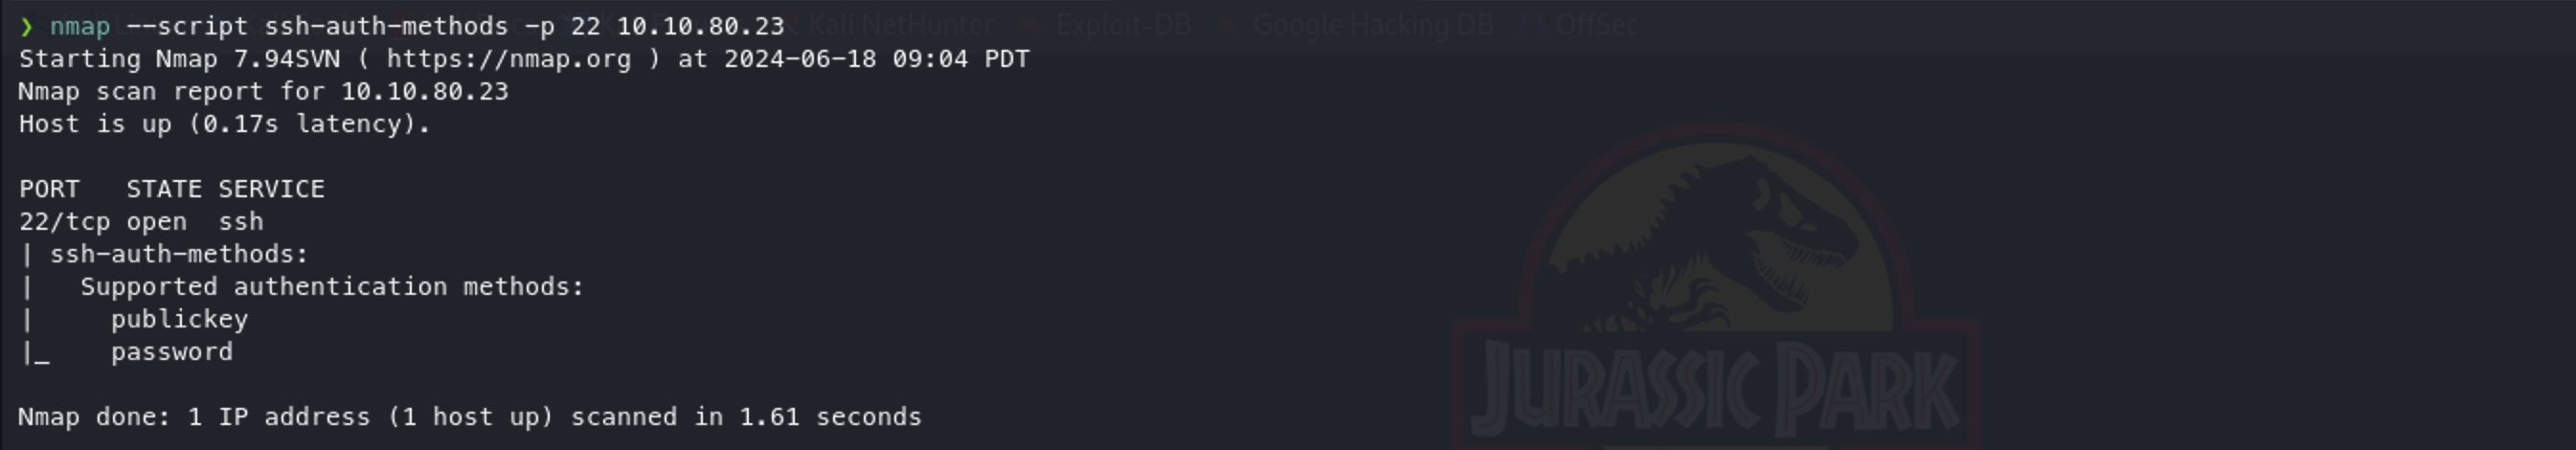 ❯ nmap --script ssh-auth-methods -p 22 10.10.80.23
Kali NetHunter Exploit-DB Google Hacking DB OffSec
Starting Nmap 7.94SVN ( https://nmap.org ) at 2024-06-18 09:04 PDT
Nmap scan report for 10.10.80.23
Host is up (0.17s latency).
PORT   STATE SERVICE
22/tcp open  ssh
| ssh-auth-methods:
|   Supported authentication methods:
|     publickey
|_    password
Nmap done: 1 IP address (1 host up) scanned in 1.61 seconds
JURASSIC PARK